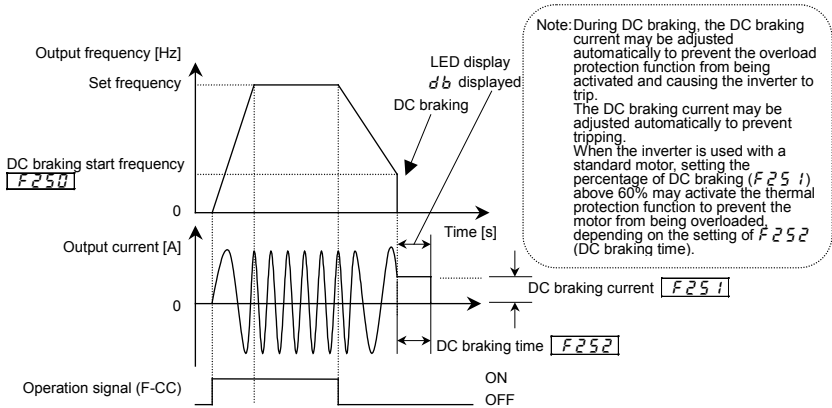 Output frequency [Hz]
Set frequency
DC braking start frequency
F250
0
LED display
db displayed
DC braking
Time [s]
Note: During DC braking, the DC braking
current may be adjusted
automatically to prevent the overload
protection function from being
activated and causing the inverter to
trip.
The DC braking current may be
adjusted automatically to prevent
tripping.
When the inverter is used with a
standard motor, setting the
percentage of DC braking (F251)
above 60% may activate the thermal
protection function to prevent the
motor from being overloaded,
depending on the setting of F252
(DC braking time).
Output current [A]
0
DC braking current F251
DC braking time F252
Operation signal (F-CC)
ON
OFF